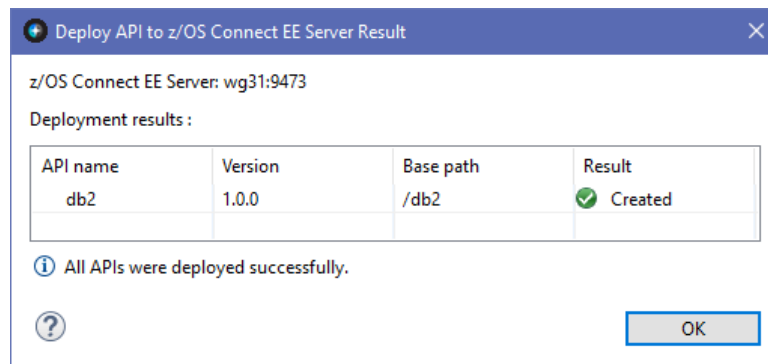 Deploy API to z/OS Connect EE Server Result
z/OS Connect EE Server: wg31:9473
Deployment results :
API name Version Base path Result
db2 1.0.0 /db2 Created
All APIs were deployed successfully.
OK